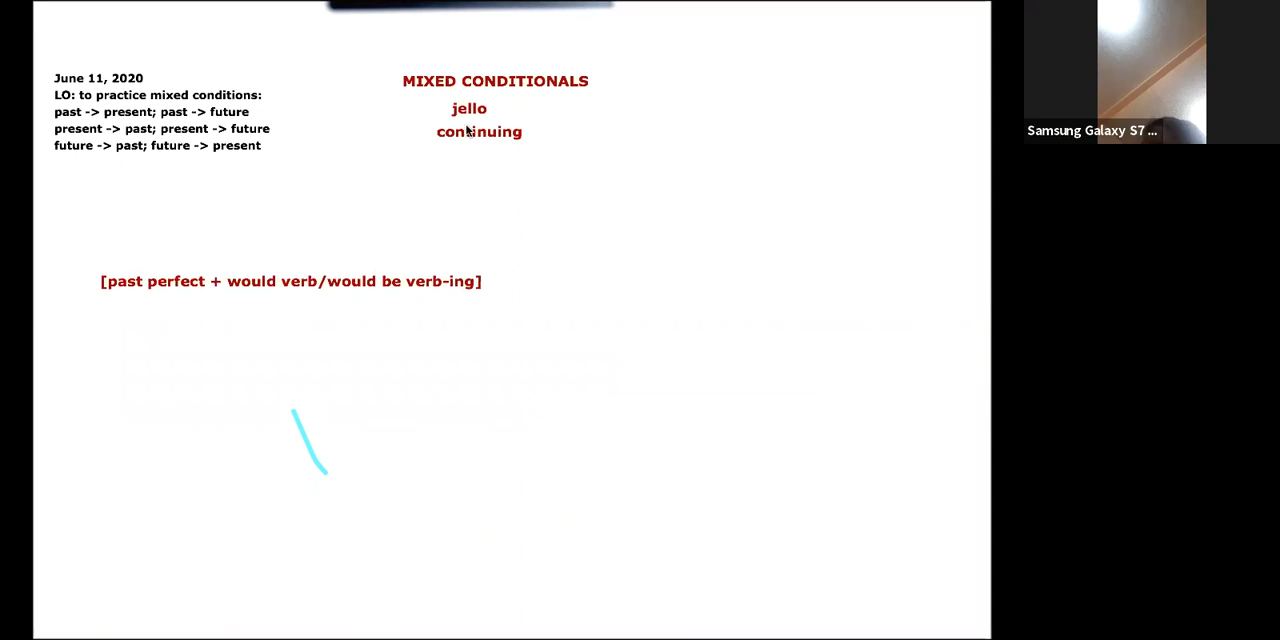 June 11, 2020
LO: to practice mixed conditions:
past -> present; past -> future
present -> past; present -> future
future -> past; future -> present
MIXED CONDITIONALS
jello
continuing
[past perfect + would verb/would be verb-ing]
Samsung Galaxy S7 ...